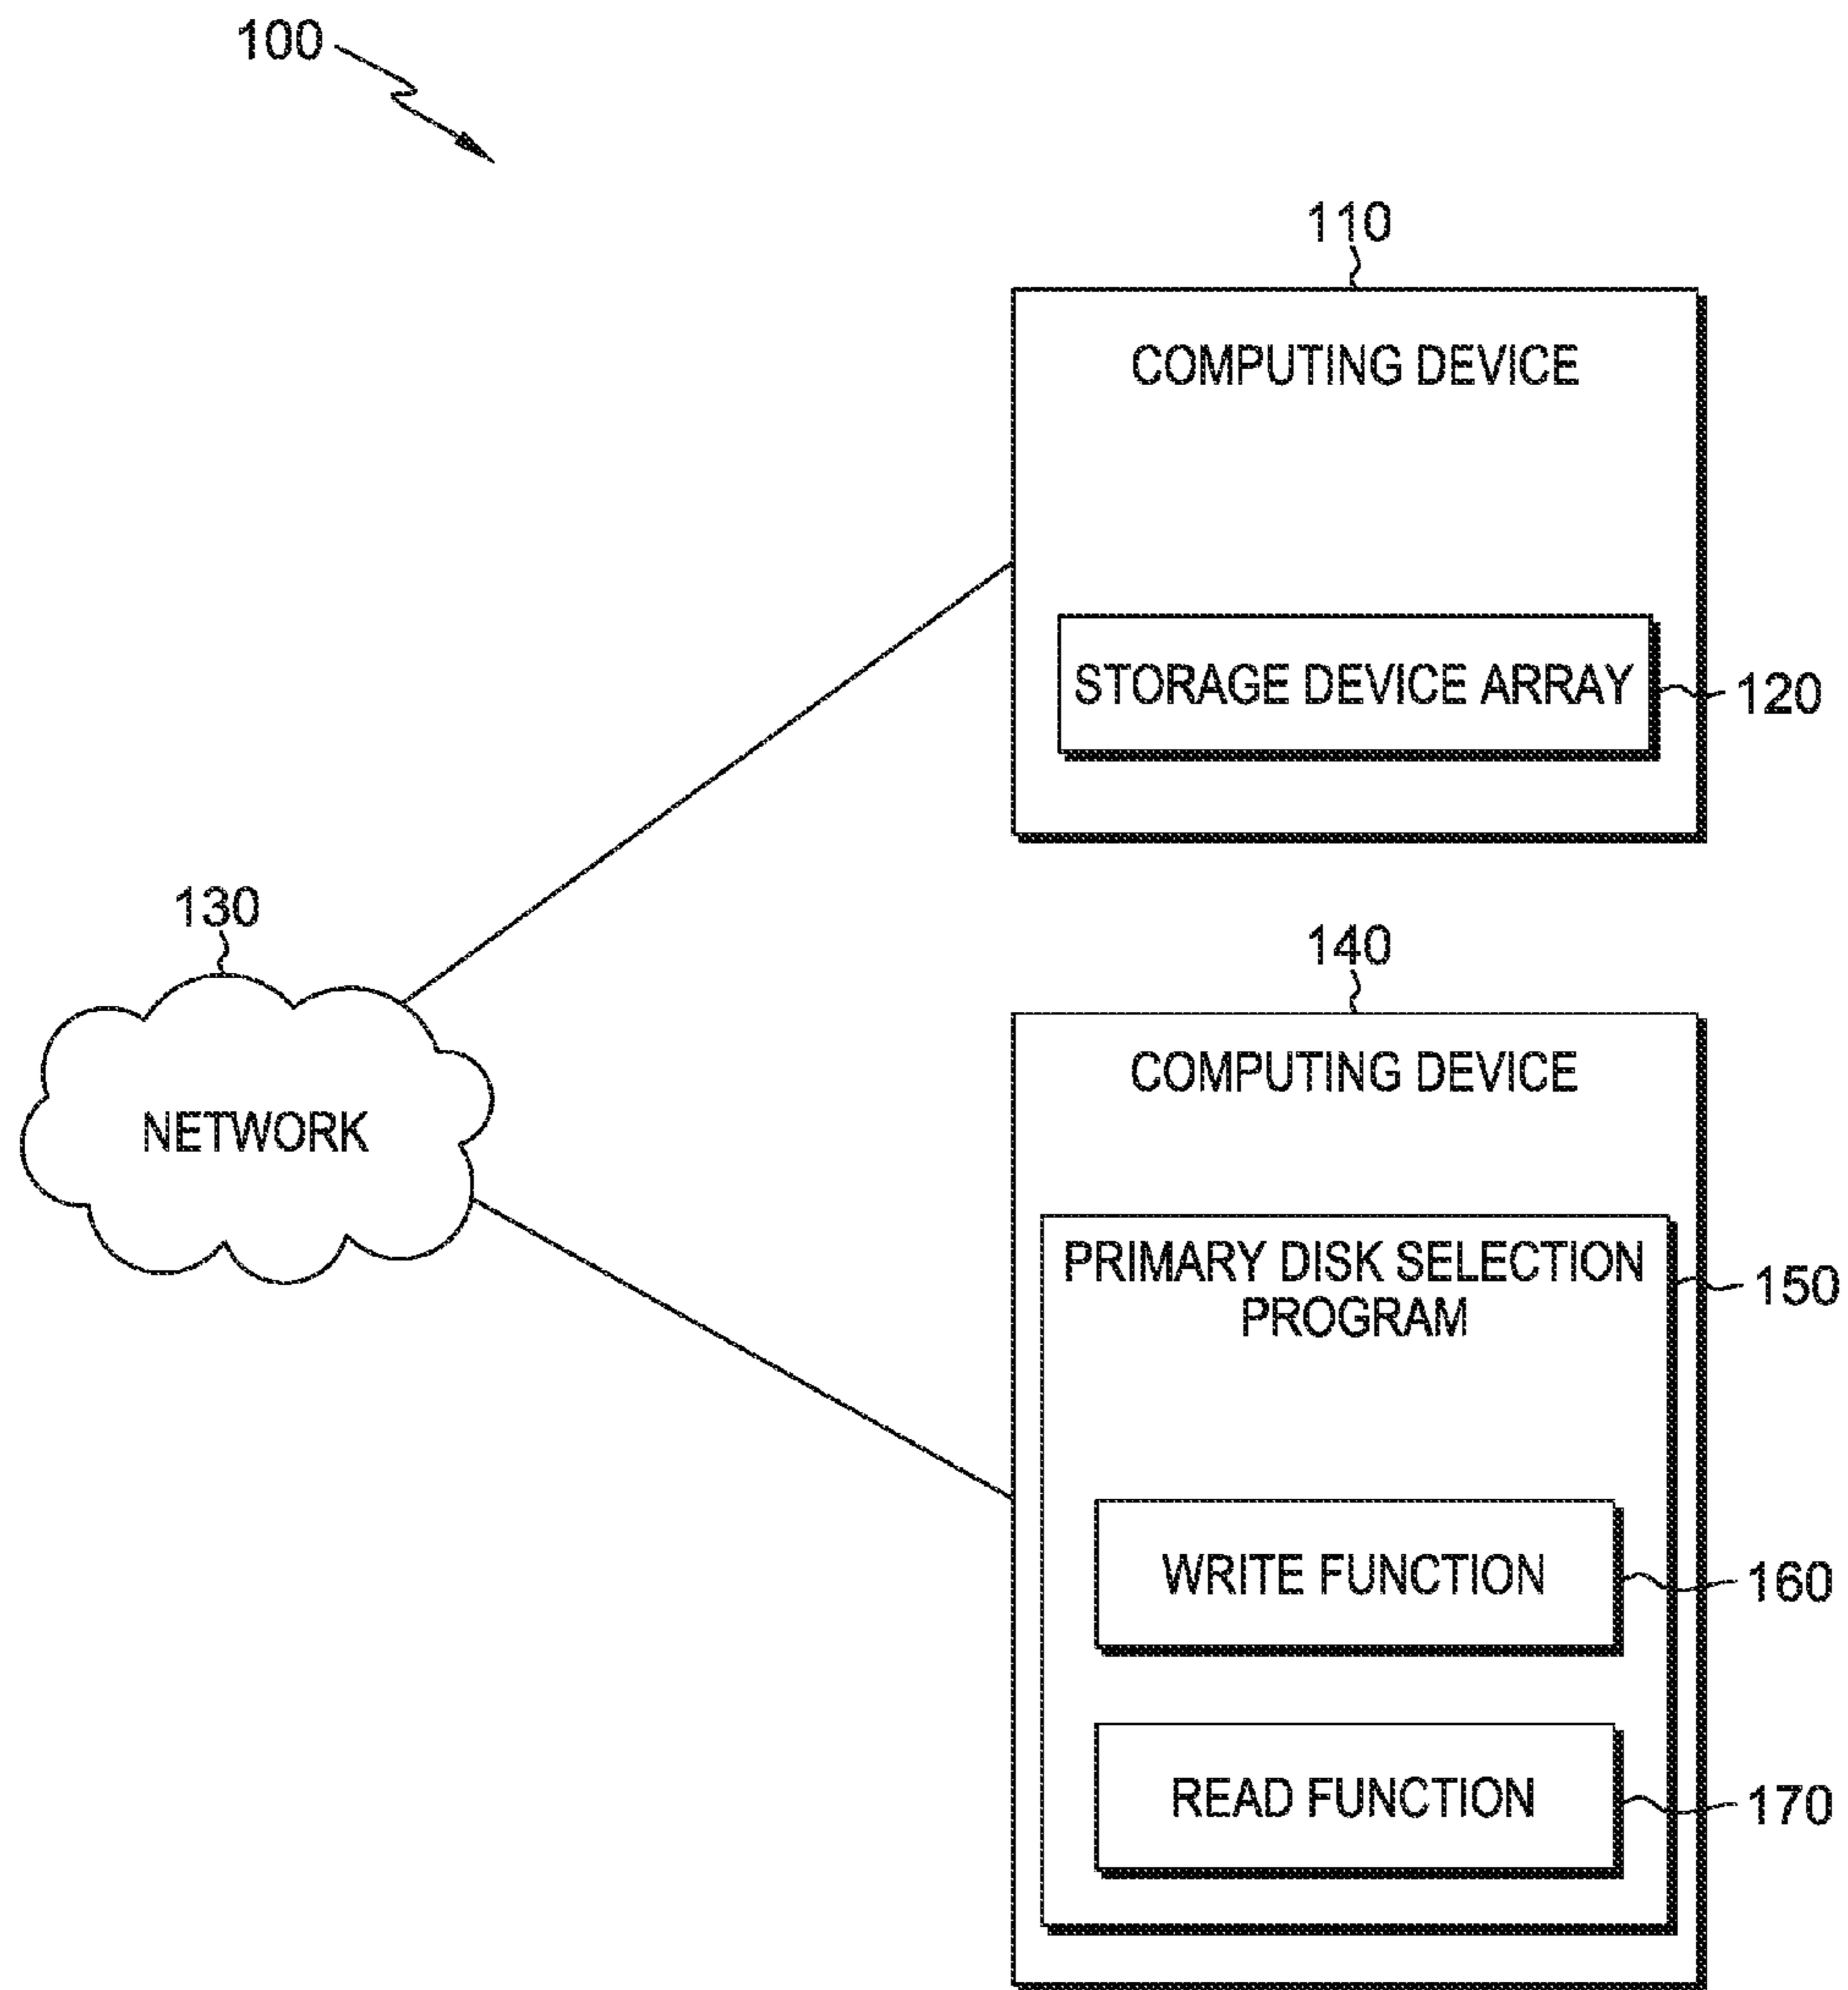 100
110
COMPUTING DEVICE
STORAGE DEVICE ARRAY
120
130
NETWORK
140
COMPUTING DEVICE
PRIMARY DISK SELECTION
PROGRAM
150
WRITE FUNCTION
160
READ FUNCTION
170